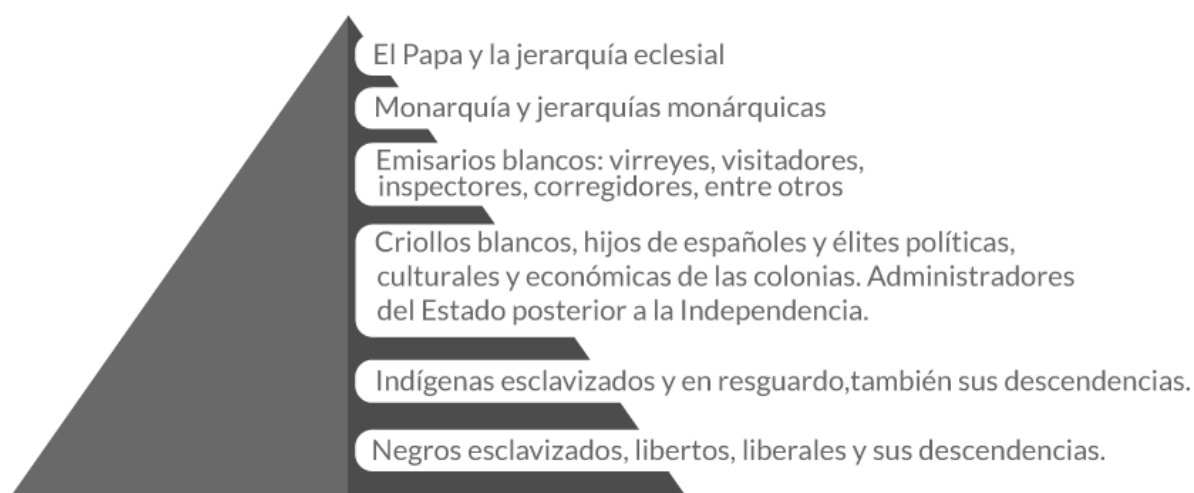 El Papa y la jerarquía eclesial
Monarquía y jerarquías monárquicas
Emisarios blancos: virreyes, visitadores,
inspectores, corregidores, entre otros
Criollos blancos, hijos de españoles y élites políticas,
culturales y económicas de las colonias. Administradores
del Estado posterior a la Independencia.
Indígenas esclavizados y en resguardo,también sus descendencias.
Negros esclavizados, libertos, liberales y sus descendencias.